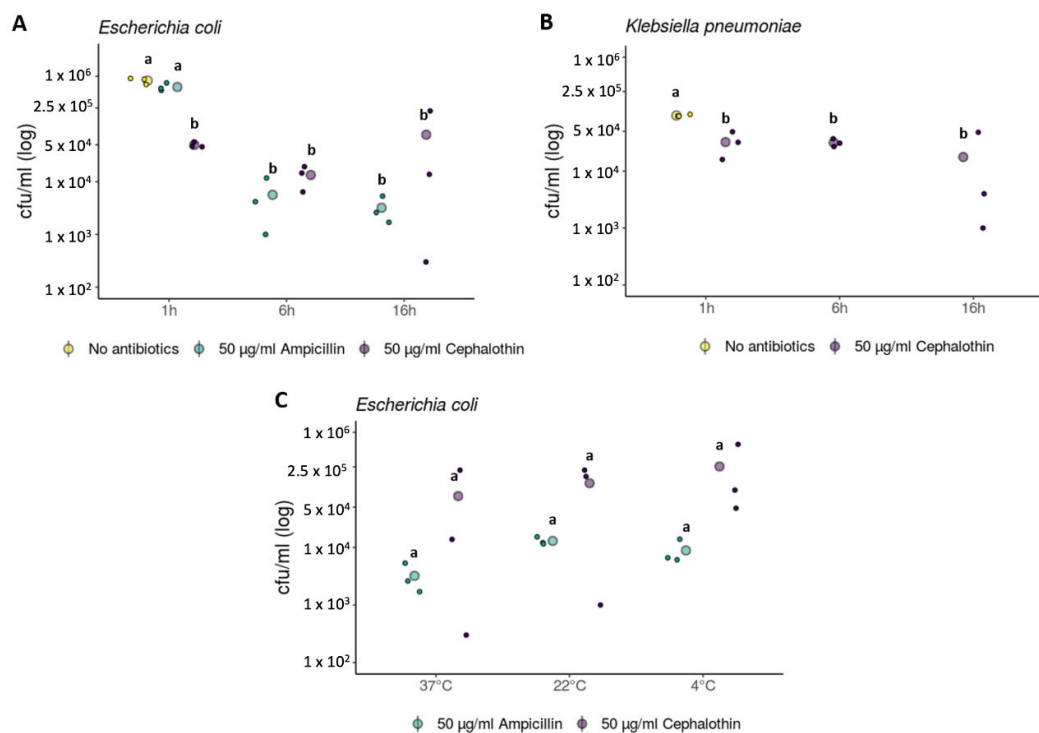 A
Escherichia coli
cfu/ml (log)
1 x 10⁶
2.5 x 10⁵
5 x 10⁴
1 x 10⁴
1 x 10³
1 x 10²
a
a
b
b
b
b
b
1h
6h
16h
No antibiotics
50 µg/ml Ampicillin
50 µg/ml Cephalothin
B
Klebsiella pneumoniae
cfu/ml (log)
1 x 10⁶
2.5 x 10⁵
5 x 10⁴
1 x 10⁴
1 x 10³
1 x 10²
a
b
b
b
1h
6h
16h
No antibiotics
50 µg/ml Cephalothin
C
Escherichia coli
cfu/ml (log)
1 x 10⁶
2.5 x 10⁵
5 x 10⁴
1 x 10⁴
1 x 10³
1 x 10²
a
a
a
a
a
a
37°C
22°C
4°C
50 µg/ml Ampicillin
50 µg/ml Cephalothin